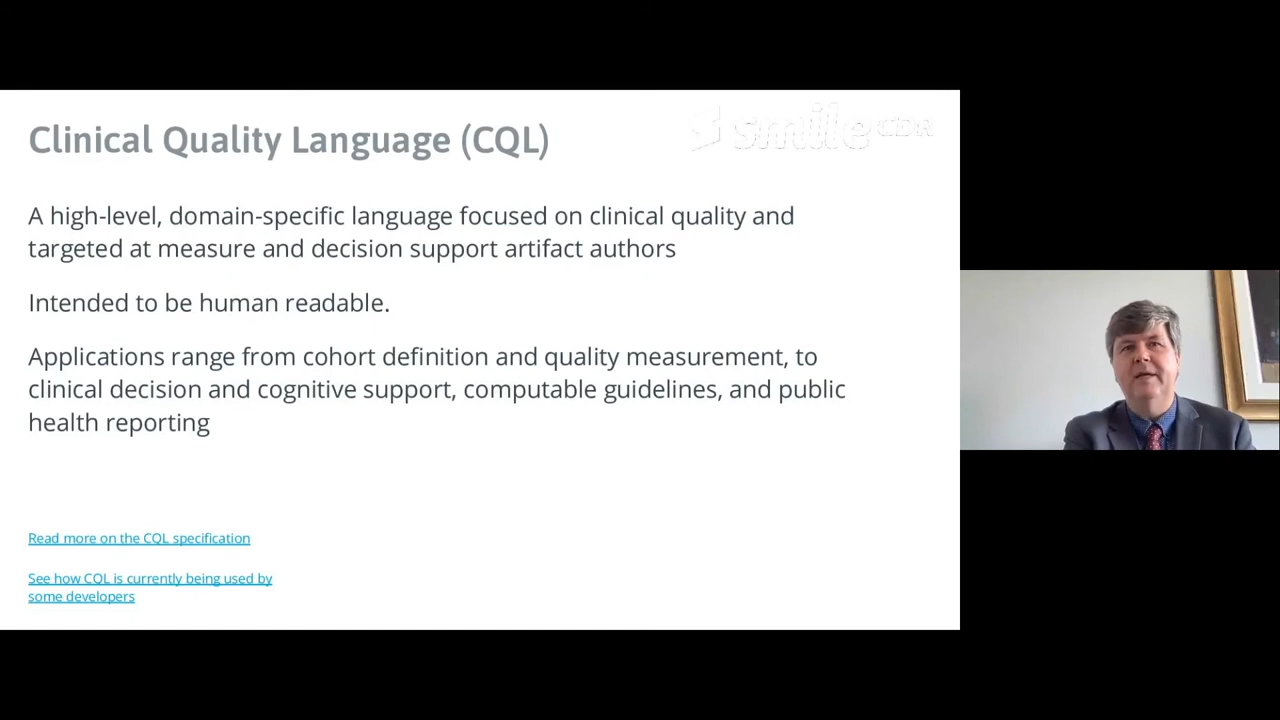 Clinical Quality Language (CQL)
smile CDR
A high-level, domain-specific language focused on clinical quality and
targeted at measure and decision support artifact authors
Intended to be human readable.
Applications range from cohort definition and quality measurement, to
clinical decision and cognitive support, computable guidelines, and public
health reporting
Read more on the CQL specification
See how CQL is currently being used by
some developers